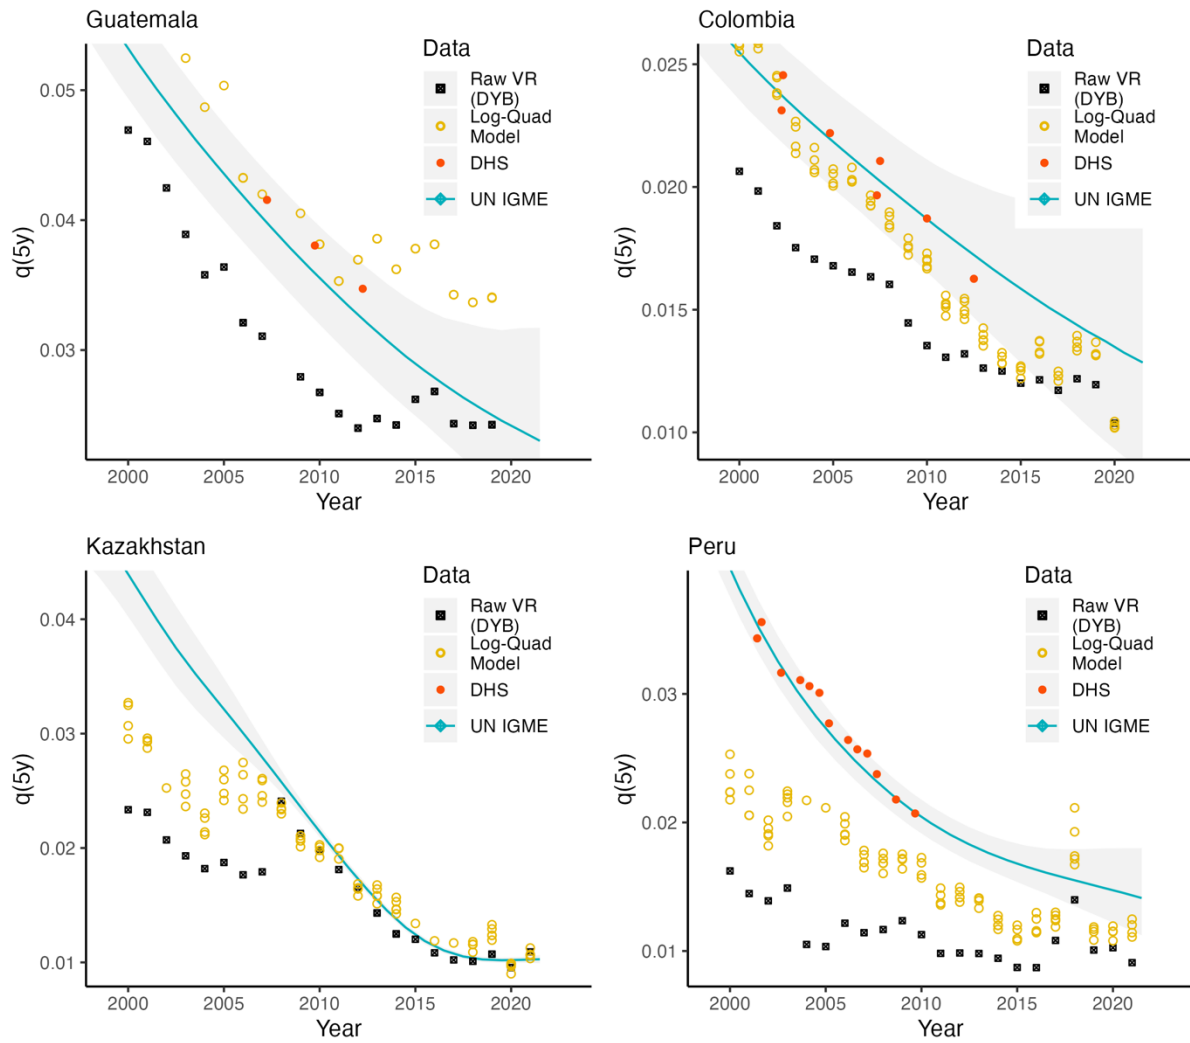 Guatemala
Data
Raw VR
(DYB)
Log-Quad
Model
DHS
UN IGME
q(5y)
0.05
0.04
0.03
2000 2005 2010 2015 2020
Year
Colombia
Data
Raw VR
(DYB)
Log-Quad
Model
DHS
UN IGME
q(5y)
0.025
0.020
0.015
0.010
2000 2005 2010 2015 2020
Year
Kazakhstan
Data
Raw VR
(DYB)
Log-Quad
Model
DHS
UN IGME
q(5y)
0.04
0.03
0.02
0.01
2000 2005 2010 2015 2020
Year
Peru
Data
Raw VR
(DYB)
Log-Quad
Model
DHS
UN IGME
q(5y)
0.03
0.02
0.01
2000 2005 2010 2015 2020
Year